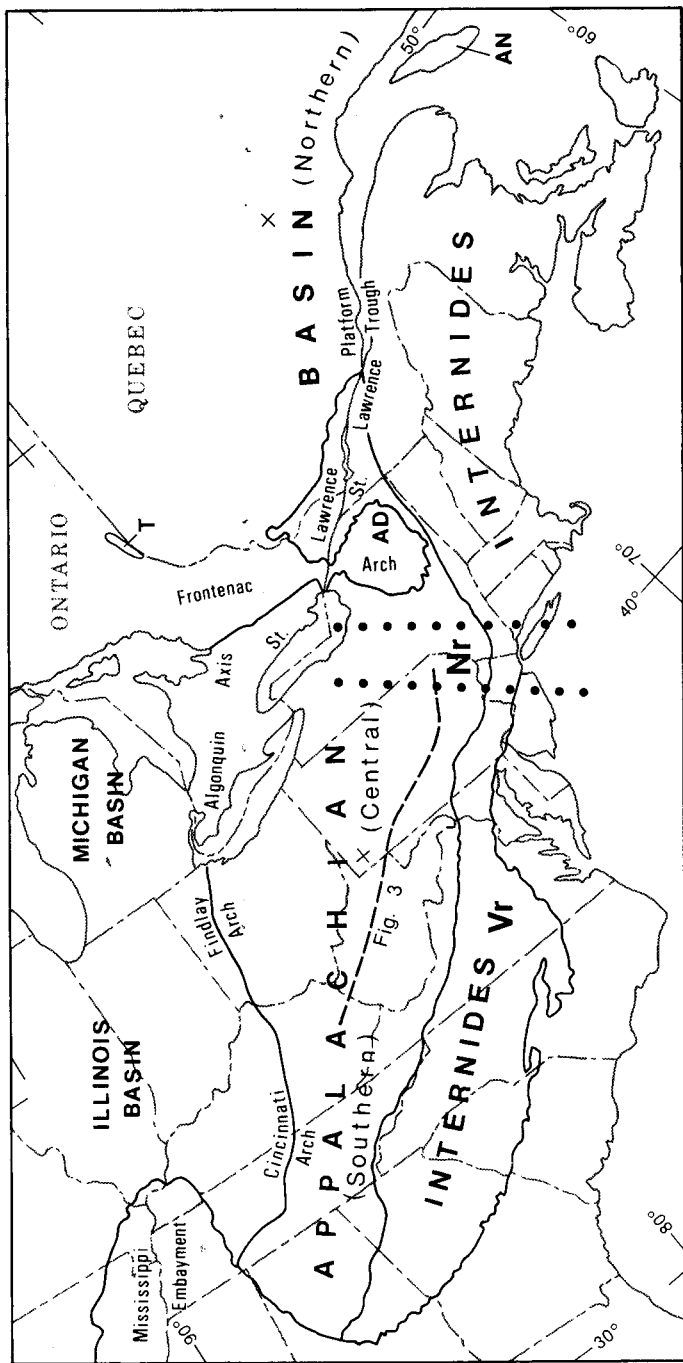 ONTARIO
QUEBEC
MICHIGAN
BASIN
ILLINOIS
BASIN
Mississippi
Embayment
Cincinnati
Arch
Findlay
Arch
Algonquin
Axis
Frontenac
Arch
T
St. Lawrence Platform
St. Lawrence Trough
AD
AN
APPALACHIAN BASIN
(Southern)
(Central)
(Northern)
Fig. 3
Nr
Vr
INTERNIDES
INTERNIDES
90°
80°
70°
60°
50°
40°
30°